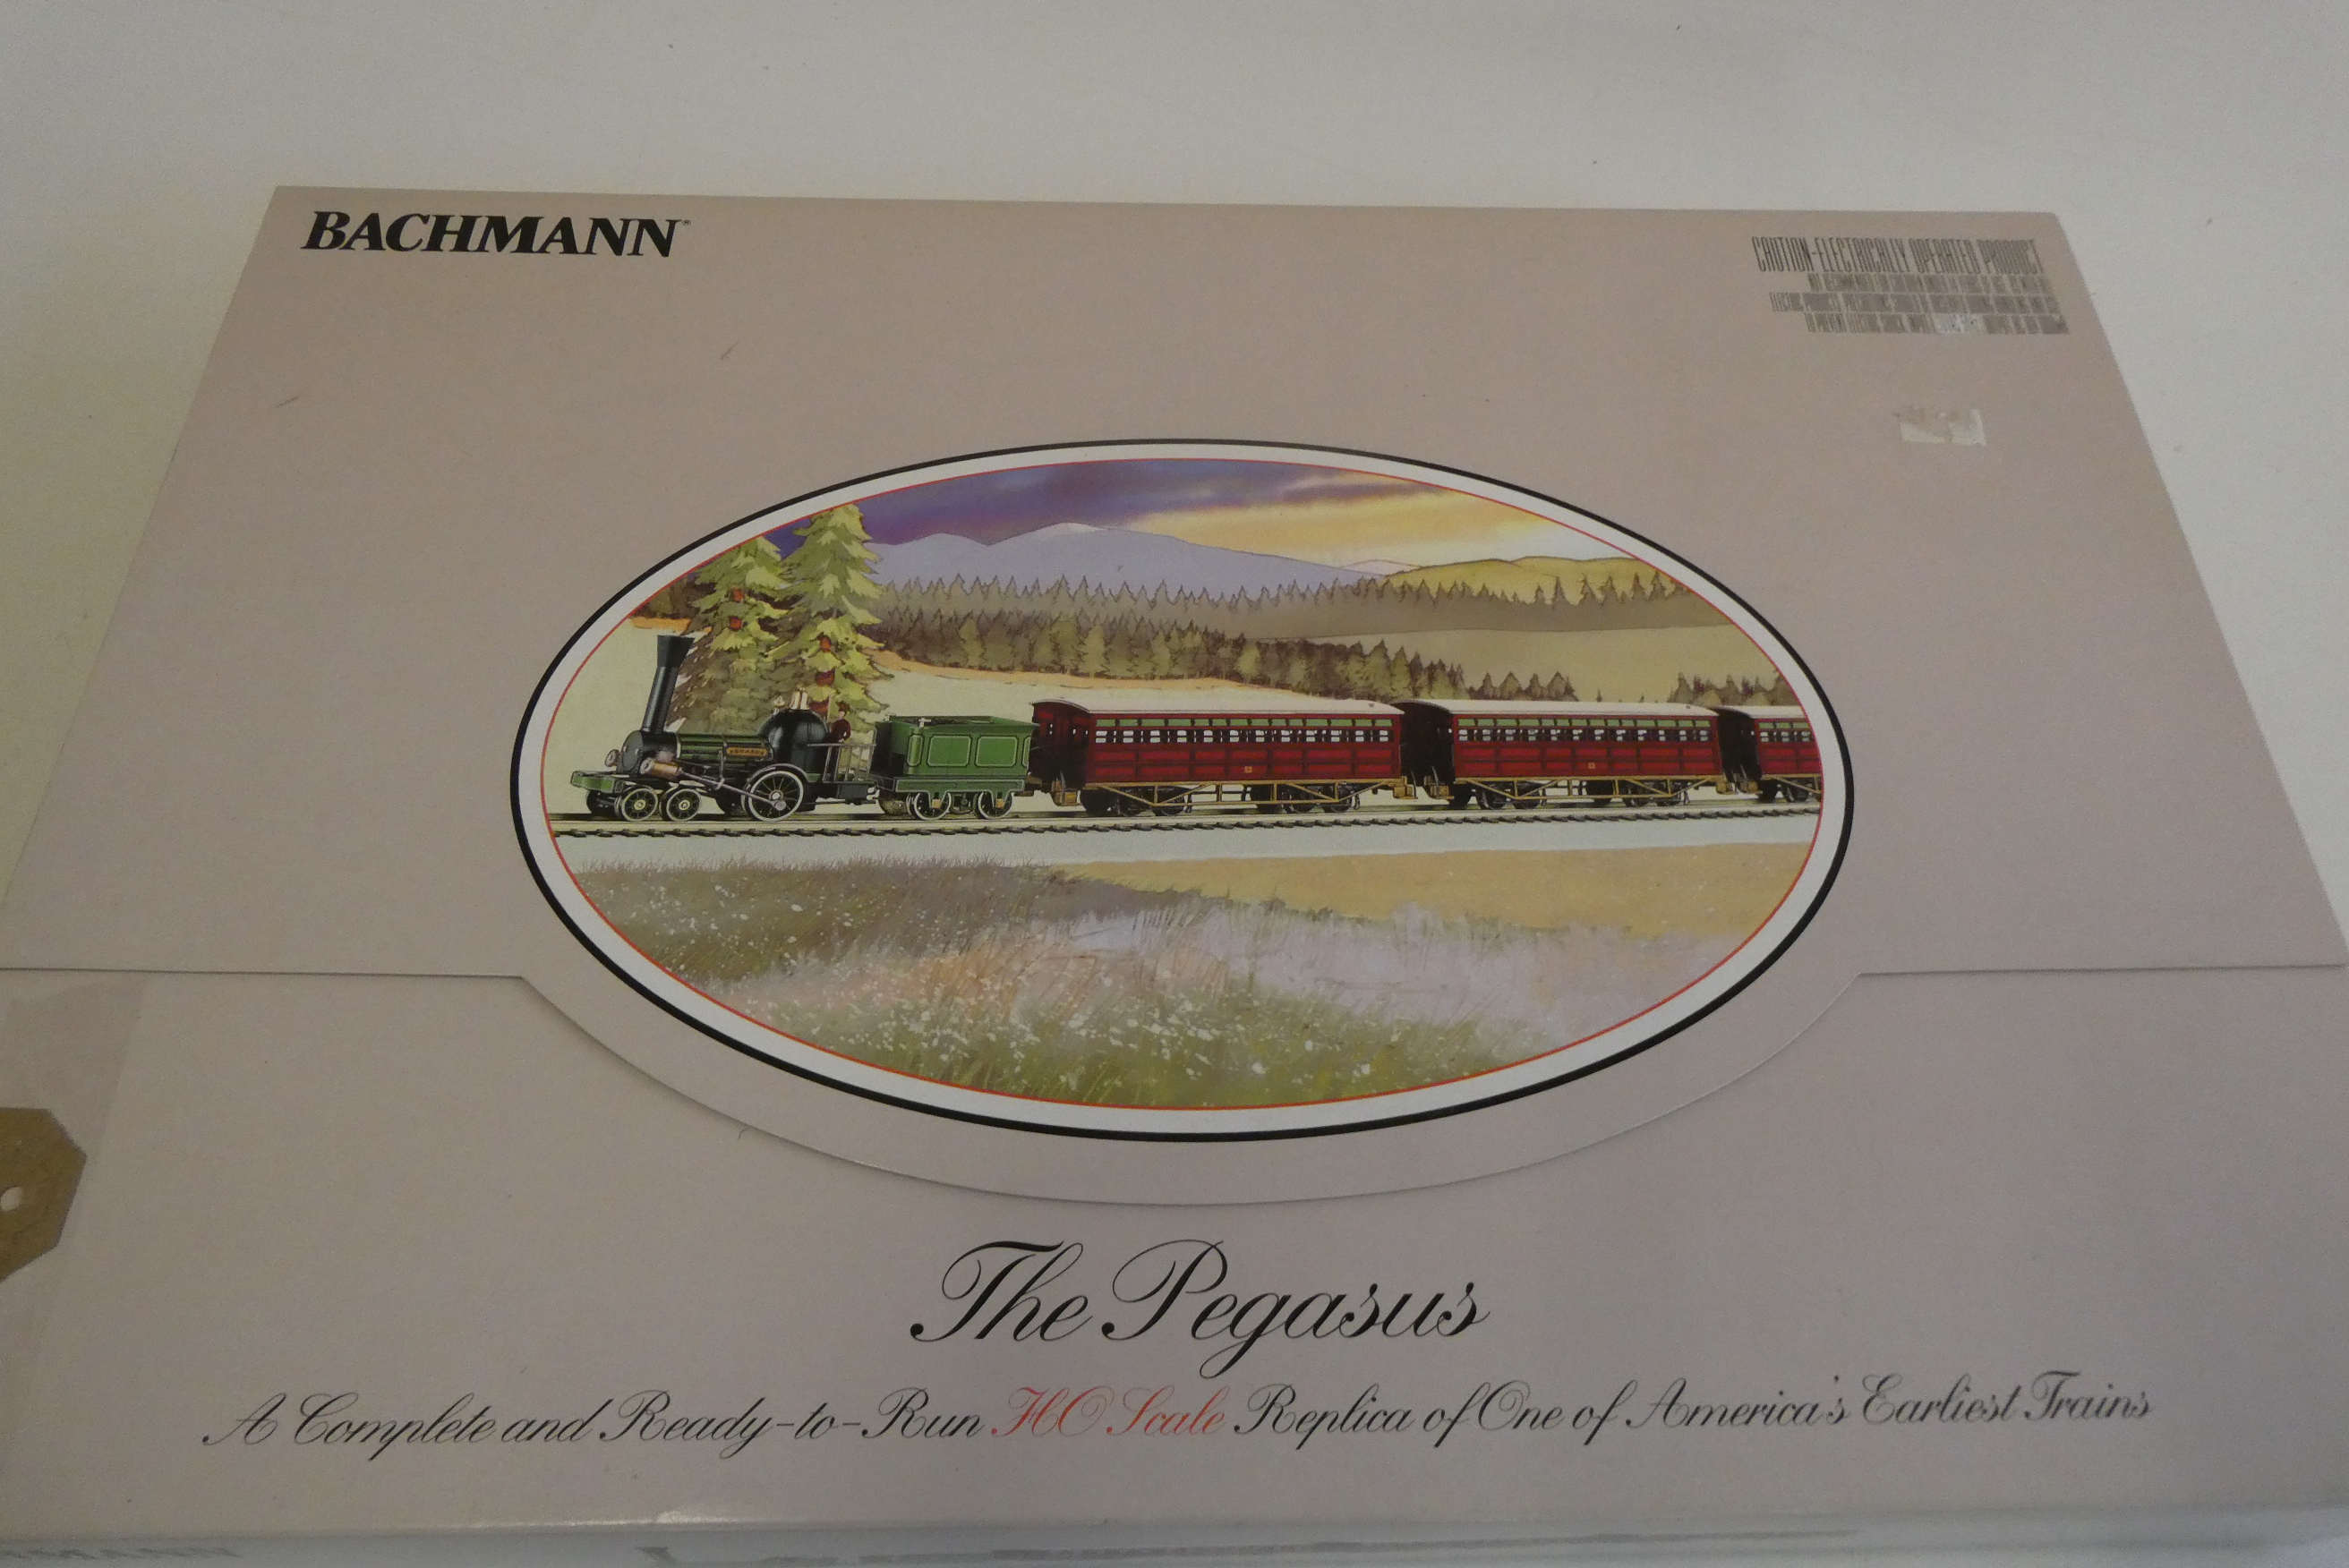 BACHMANN
CAUTION-ELECTRICALLY OPERATED PRODUCT
PEGASUS
The Pegasus
A Complete and Ready-to-Run HO Scale Replica of One of America's Earliest Trains